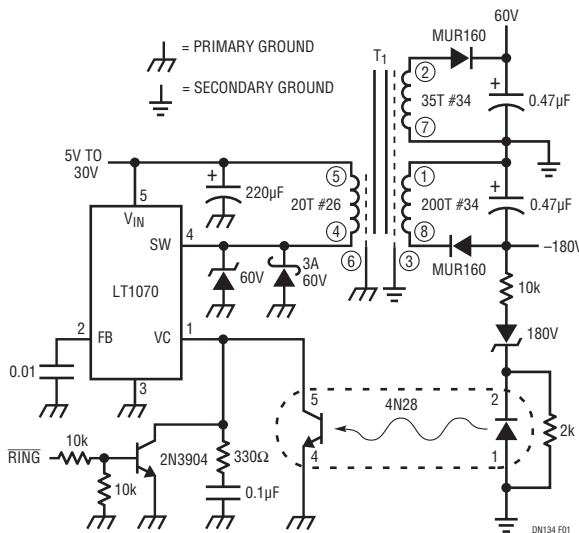 = PRIMARY GROUND
= SECONDARY GROUND
T1
MUR160
60V
2
35T #34
7
+
0.47µF
5V TO
30V
5
VIN
+
220µF
5
20T #26
4
6
1
200T #34
8
3
+
0.47µF
MUR160
–180V
SW
4
60V
3A
60V
LT1070
10k
180V
2
FB
VC
1
0.01
3
4N28
5
4
2
1
2k
RING
10k
10k
2N3904
330Ω
0.1µF
DN134 F01